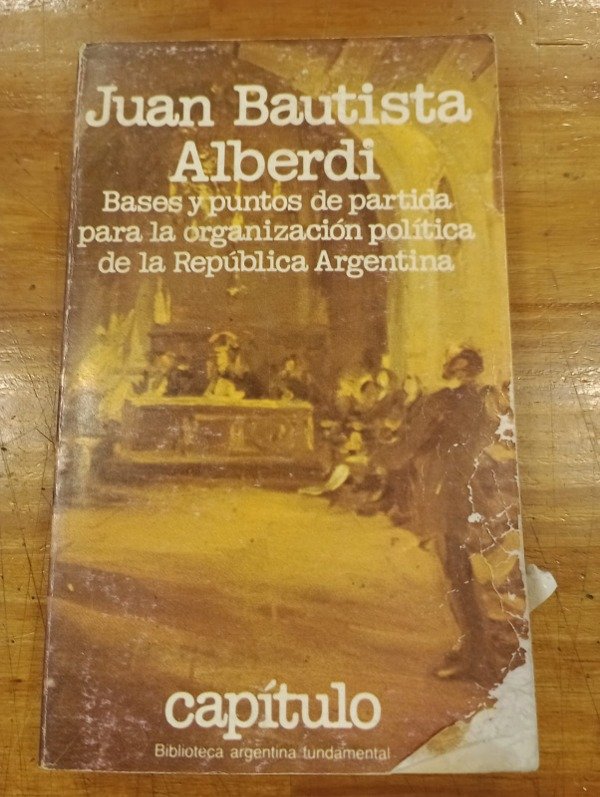 Juan Bautista
Alberdi
Bases y puntos de partida
para la organización política
de la República Argentina
capítulo
Biblioteca argentina fundamental